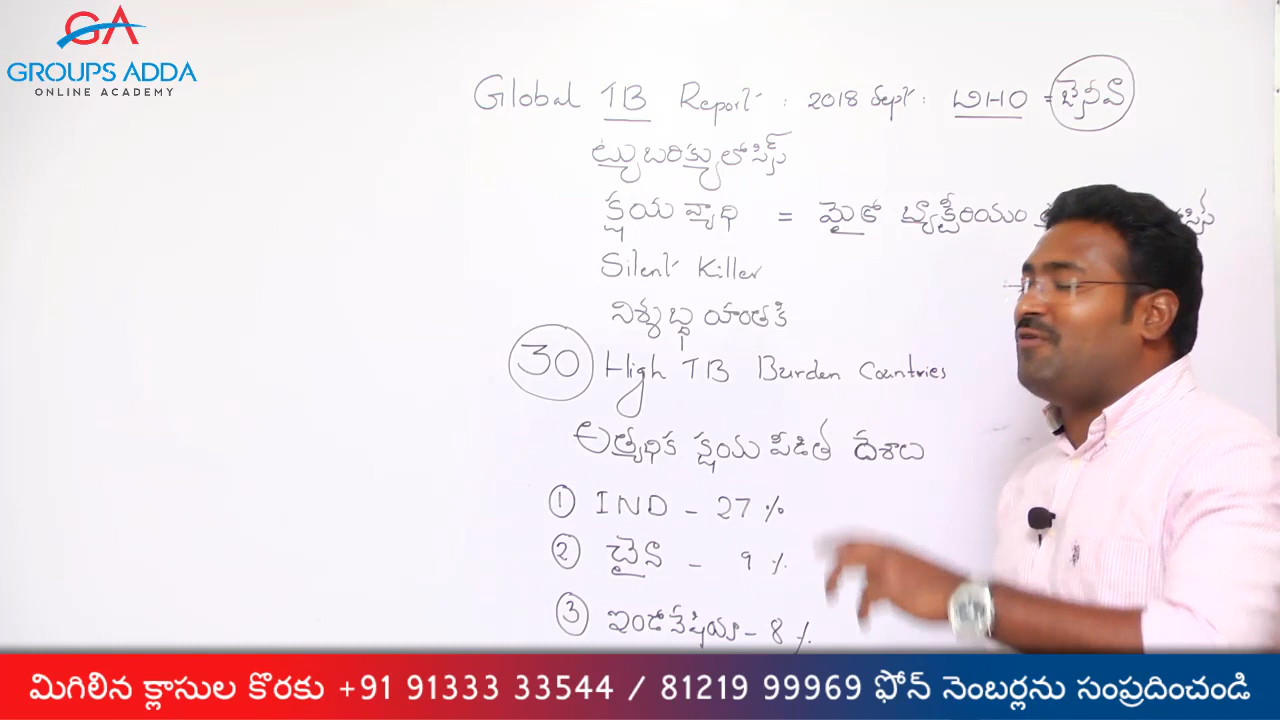 GA
GROUPS ADDA
ONLINE ACADEMY
Global TB Report : 2018 Sept : WHO = జెనీవా
ట్యుబరిక్యులోసిస్
క్షయ వ్యాధి = మైకో బ్యాక్టీరియం
Silent Killer
నిశ్శబ్ధ హంతకి
30 High TB Burden Countries
అత్యధిక క్షయ పీడిత దేశాలు
1 IND - 27 %
2 చైనా - 9 %
3 ఇండోనేషియా - 8 %
మిగిలిన క్లాసుల కొరకు +91 91333 33544 / 81219 99969 ఫోన్ నెంబర్లను సంప్రదించండి